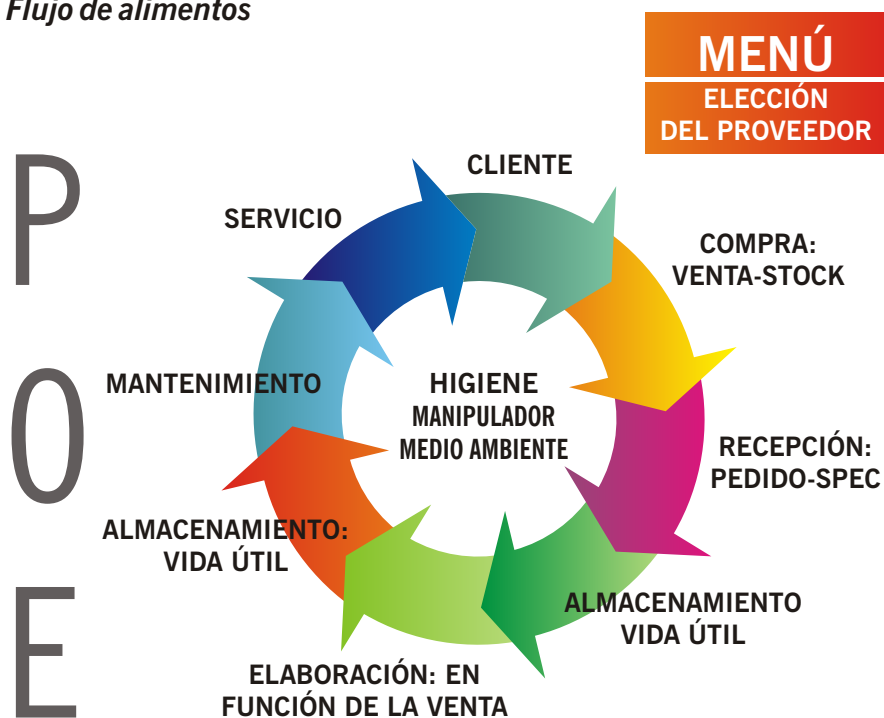 Flujo de alimentos
MENÚ
ELECCIÓN
DEL PROVEEDOR
P
O
E
CLIENTE
COMPRA:
VENTA-STOCK
RECEPCIÓN:
PEDIDO-SPEC
ALMACENAMIENTO
VIDA ÚTIL
ELABORACIÓN: EN
FUNCIÓN DE LA VENTA
ALMACENAMIENTO:
VIDA ÚTIL
MANTENIMIENTO
SERVICIO
HIGIENE
MANIPULADOR
MEDIO AMBIENTE